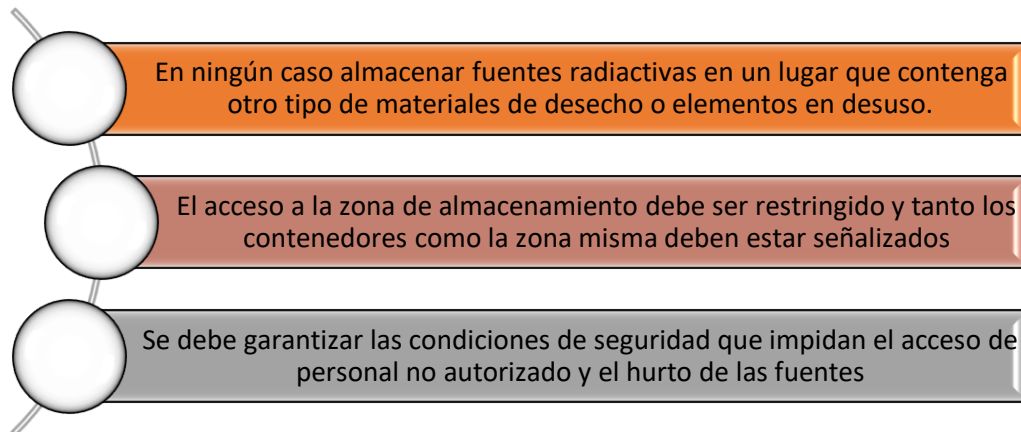 En ningún caso almacenar fuentes radiactivas en un lugar que contenga
otro tipo de materiales de desecho o elementos en desuso.
El acceso a la zona de almacenamiento debe ser restringido y tanto los
contenedores como la zona misma deben estar señalizados
Se debe garantizar las condiciones de seguridad que impidan el acceso de
personal no autorizado y el hurto de las fuentes